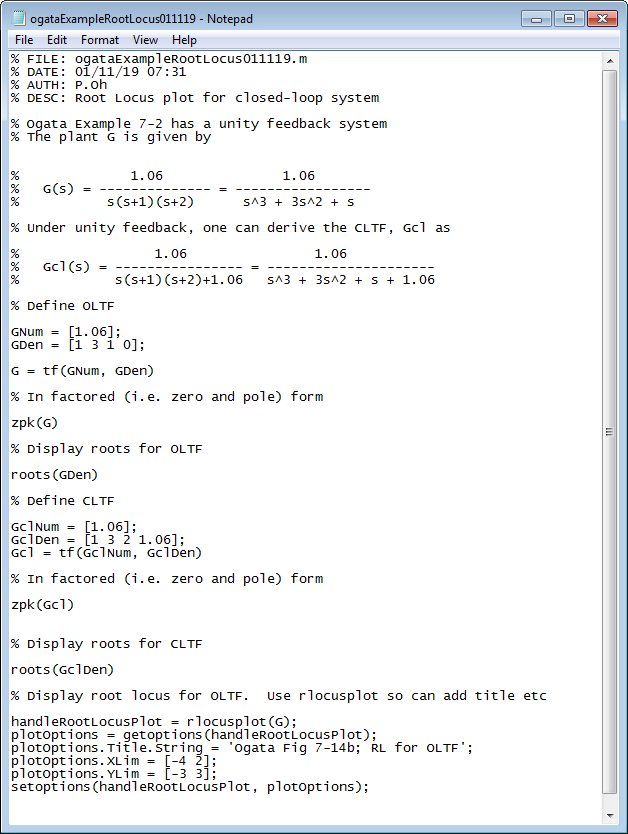 ogataExampleRootLocus011119 - Notepad
File Edit Format View Help
% FILE: ogataExampleRootLocus011119.m
% DATE: 01/11/19 07:31
% AUTH: P.Oh
% DESC: Root Locus plot for closed-loop system
% Ogata Example 7-2 has a unity feedback system
% The plant G is given by
% 1.06 1.06
% G(s) = -------------- = -----------------
% s(s+1)(s+2) s^3 + 3s^2 + s
% Under unity feedback, one can derive the CLTF, Gcl as
% 1.06 1.06
% Gcl(s) = ---------------- = ---------------------
% s(s+1)(s+2)+1.06 s^3 + 3s^2 + s + 1.06
% Define OLTF
GNum = [1.06];
GDen = [1 3 1 0];
G = tf(GNum, GDen)
% In factored (i.e. zero and pole) form
zpk(G)
% Display roots for OLTF
roots(GDen)
% Define CLTF
GclNum = [1.06];
GclDen = [1 3 2 1.06];
Gcl = tf(GclNum, GclDen)
% In factored (i.e. zero and pole) form
zpk(Gcl)
% Display roots for CLTF
roots(GclDen)
% Display root locus for OLTF.  Use rlocusplot so can add title etc
handleRootLocusPlot = rlocusplot(G);
plotOptions = getoptions(handleRootLocusPlot);
plotOptions.Title.String = 'Ogata Fig 7-14b; RL for OLTF';
plotOptions.XLim = [-4 2];
plotOptions.YLim = [-3 3];
setoptions(handleRootLocusPlot, plotOptions);